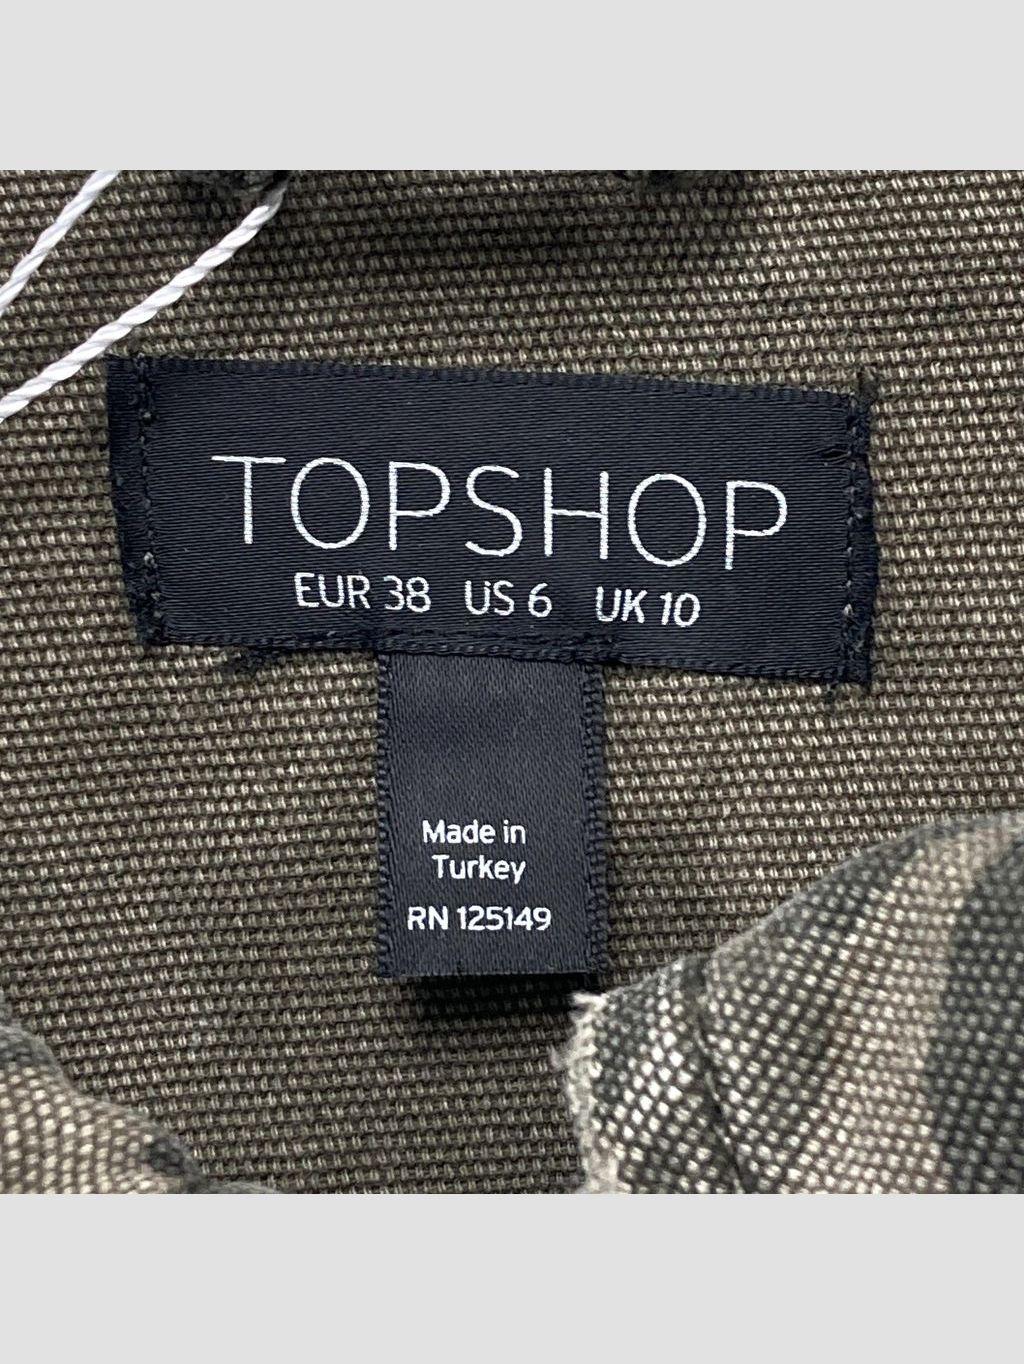 TOPSHOP
EUR 38 US 6 UK 10
Made in
Turkey
RN 125149